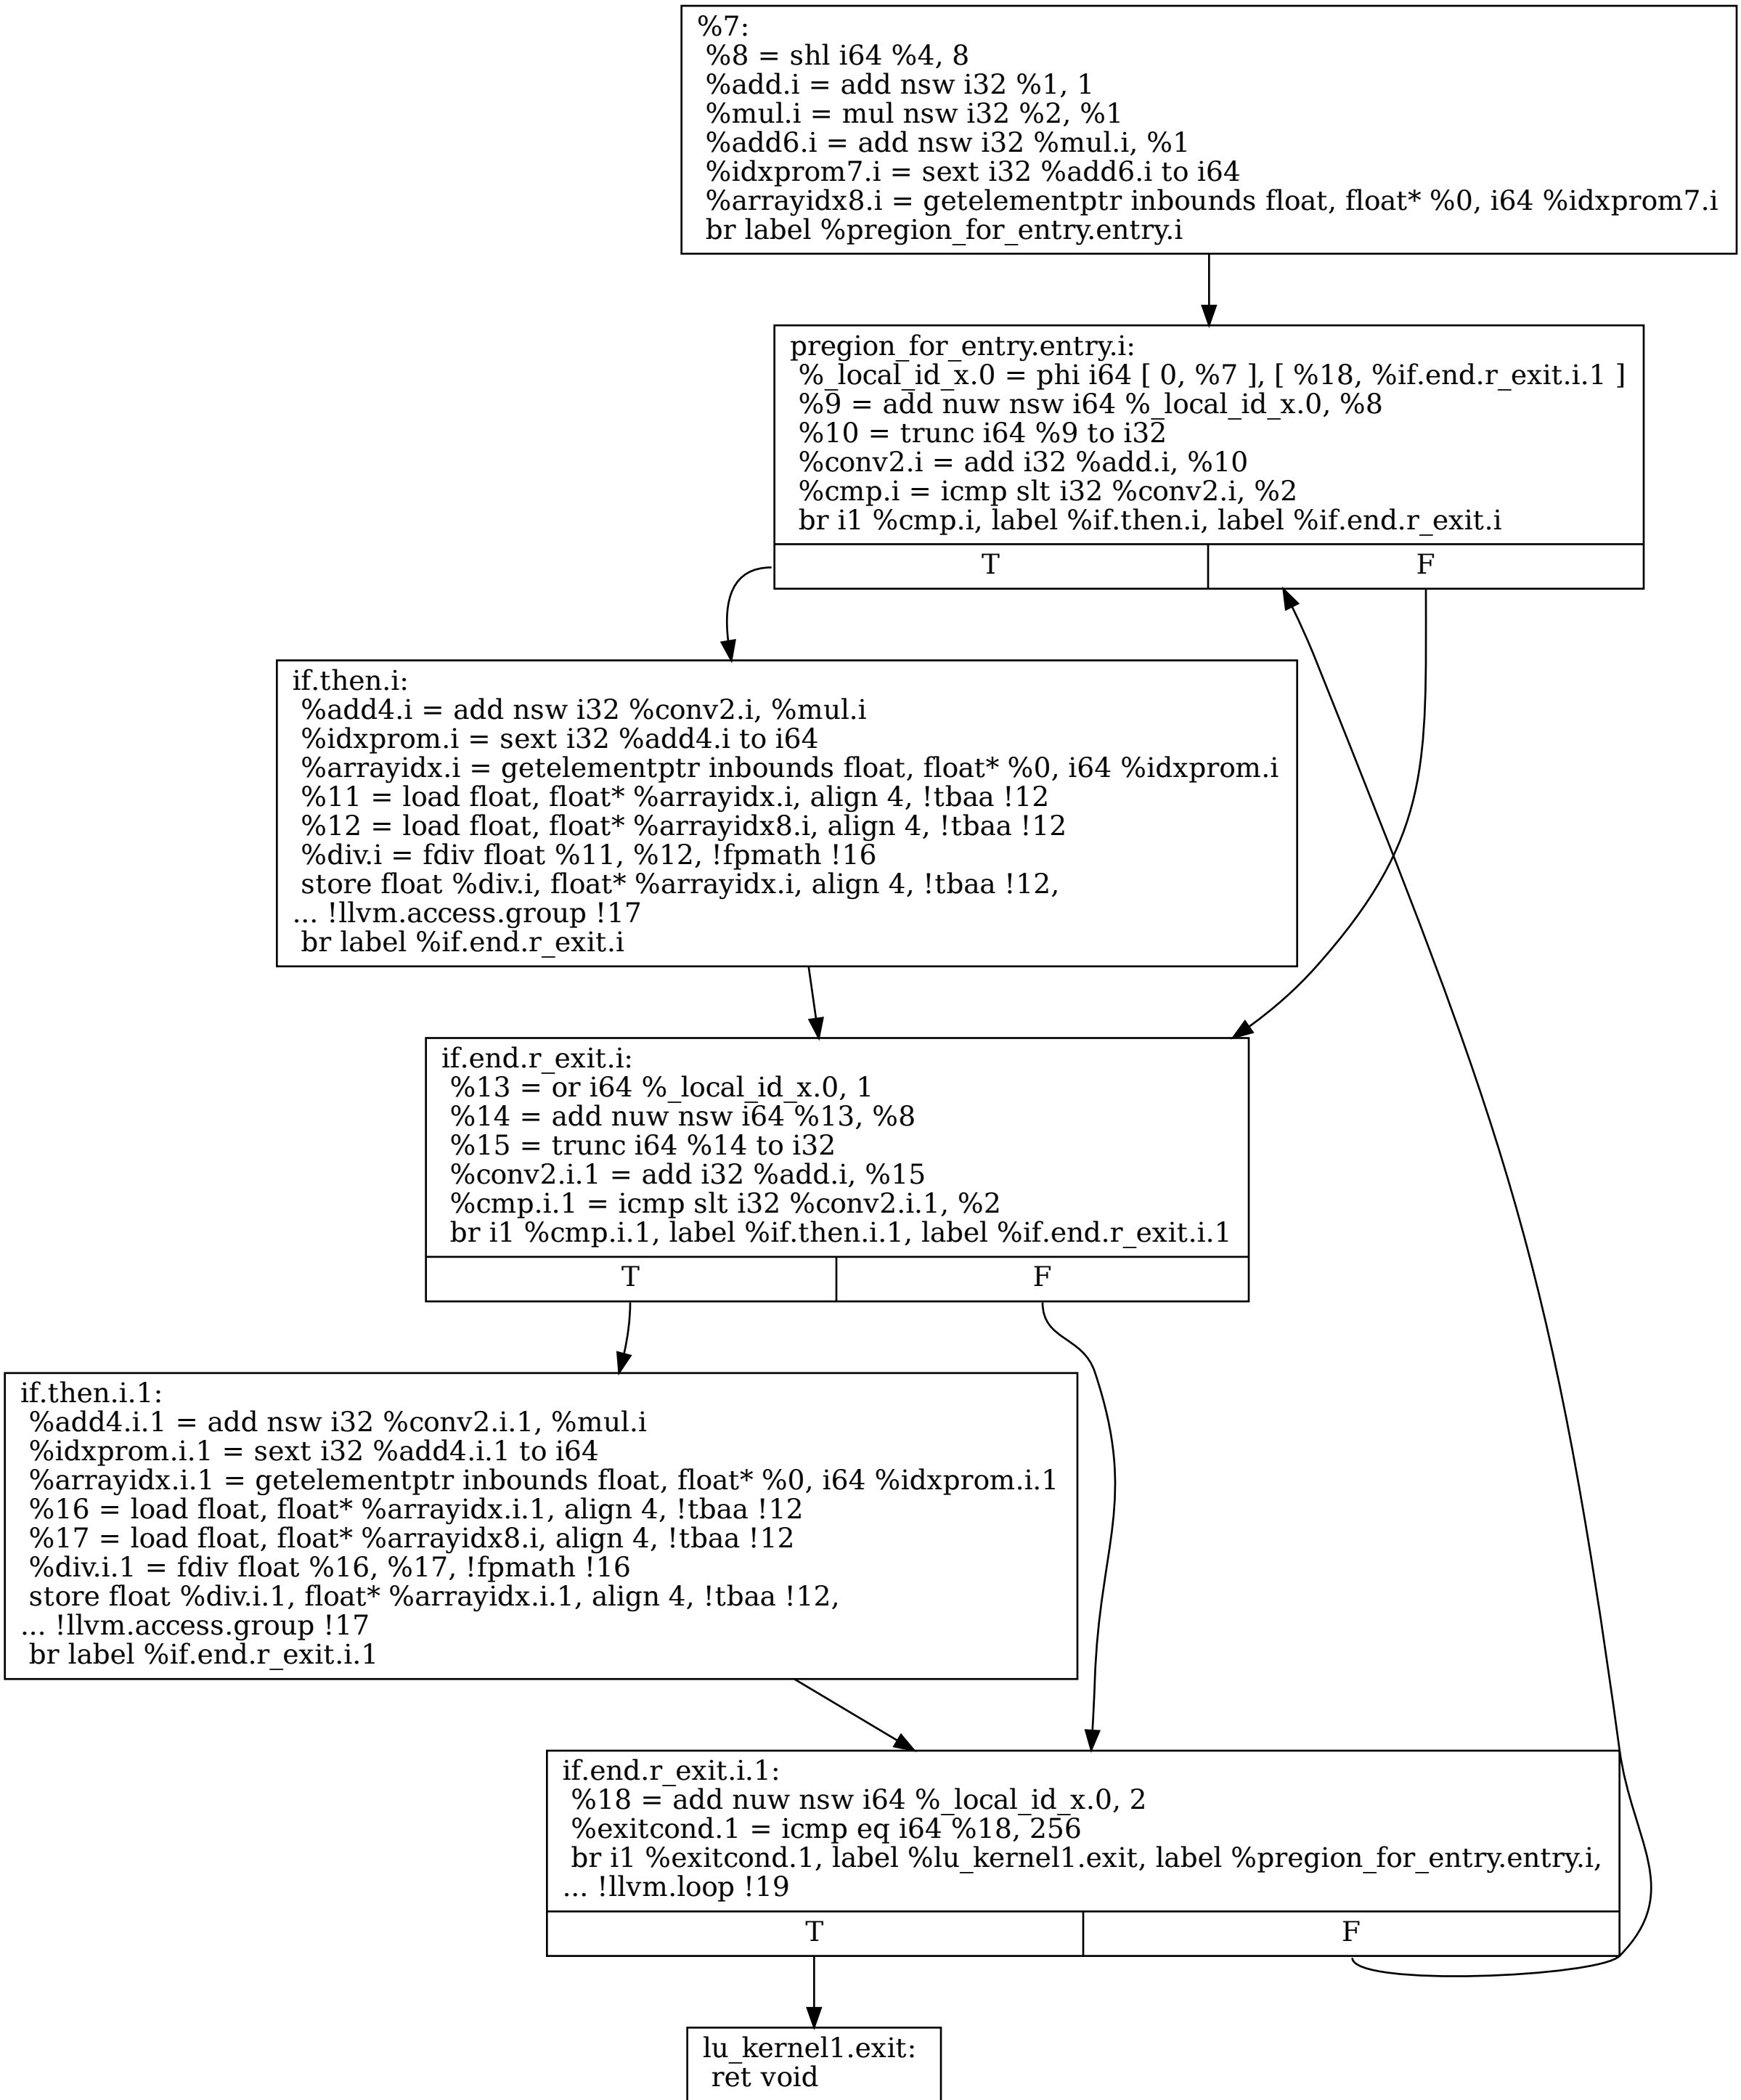 %7:
%8 = shl i64 %4, 8
%add.i = add nsw i32 %1, 1
%mul.i = mul nsw i32 %2, %1
%add6.i = add nsw i32 %mul.i, %1
%idxprom7.i = sext i32 %add6.i to i64
%arrayidx8.i = getelementptr inbounds float, float* %0, i64 %idxprom7.i
br label %pregion_for_entry.entry.i
pregion_for_entry.entry.i:
%_local_id_x.0 = phi i64 [ 0, %7 ], [ %18, %if.end.r_exit.i.1 ]
%9 = add nuw nsw i64 %_local_id_x.0, %8
%10 = trunc i64 %9 to i32
%conv2.i = add i32 %add.i, %10
%cmp.i = icmp slt i32 %conv2.i, %2
br i1 %cmp.i, label %if.then.i, label %if.end.r_exit.i
T F
if.then.i:
%add4.i = add nsw i32 %conv2.i, %mul.i
%idxprom.i = sext i32 %add4.i to i64
%arrayidx.i = getelementptr inbounds float, float* %0, i64 %idxprom.i
%11 = load float, float* %arrayidx.i, align 4, !tbaa !12
%12 = load float, float* %arrayidx8.i, align 4, !tbaa !12
%div.i = fdiv float %11, %12, !fpmath !16
store float %div.i, float* %arrayidx.i, align 4, !tbaa !12,
... !llvm.access.group !17
br label %if.end.r_exit.i
if.end.r_exit.i:
%13 = or i64 %_local_id_x.0, 1
%14 = add nuw nsw i64 %13, %8
%15 = trunc i64 %14 to i32
%conv2.i.1 = add i32 %add.i, %15
%cmp.i.1 = icmp slt i32 %conv2.i.1, %2
br i1 %cmp.i.1, label %if.then.i.1, label %if.end.r_exit.i.1
T F
if.then.i.1:
%add4.i.1 = add nsw i32 %conv2.i.1, %mul.i
%idxprom.i.1 = sext i32 %add4.i.1 to i64
%arrayidx.i.1 = getelementptr inbounds float, float* %0, i64 %idxprom.i.1
%16 = load float, float* %arrayidx.i.1, align 4, !tbaa !12
%17 = load float, float* %arrayidx8.i, align 4, !tbaa !12
%div.i.1 = fdiv float %16, %17, !fpmath !16
store float %div.i.1, float* %arrayidx.i.1, align 4, !tbaa !12,
... !llvm.access.group !17
br label %if.end.r_exit.i.1
if.end.r_exit.i.1:
%18 = add nuw nsw i64 %_local_id_x.0, 2
%exitcond.1 = icmp eq i64 %18, 256
br i1 %exitcond.1, label %lu_kernel1.exit, label %pregion_for_entry.entry.i,
... !llvm.loop !19
T F
lu_kernel1.exit:
ret void